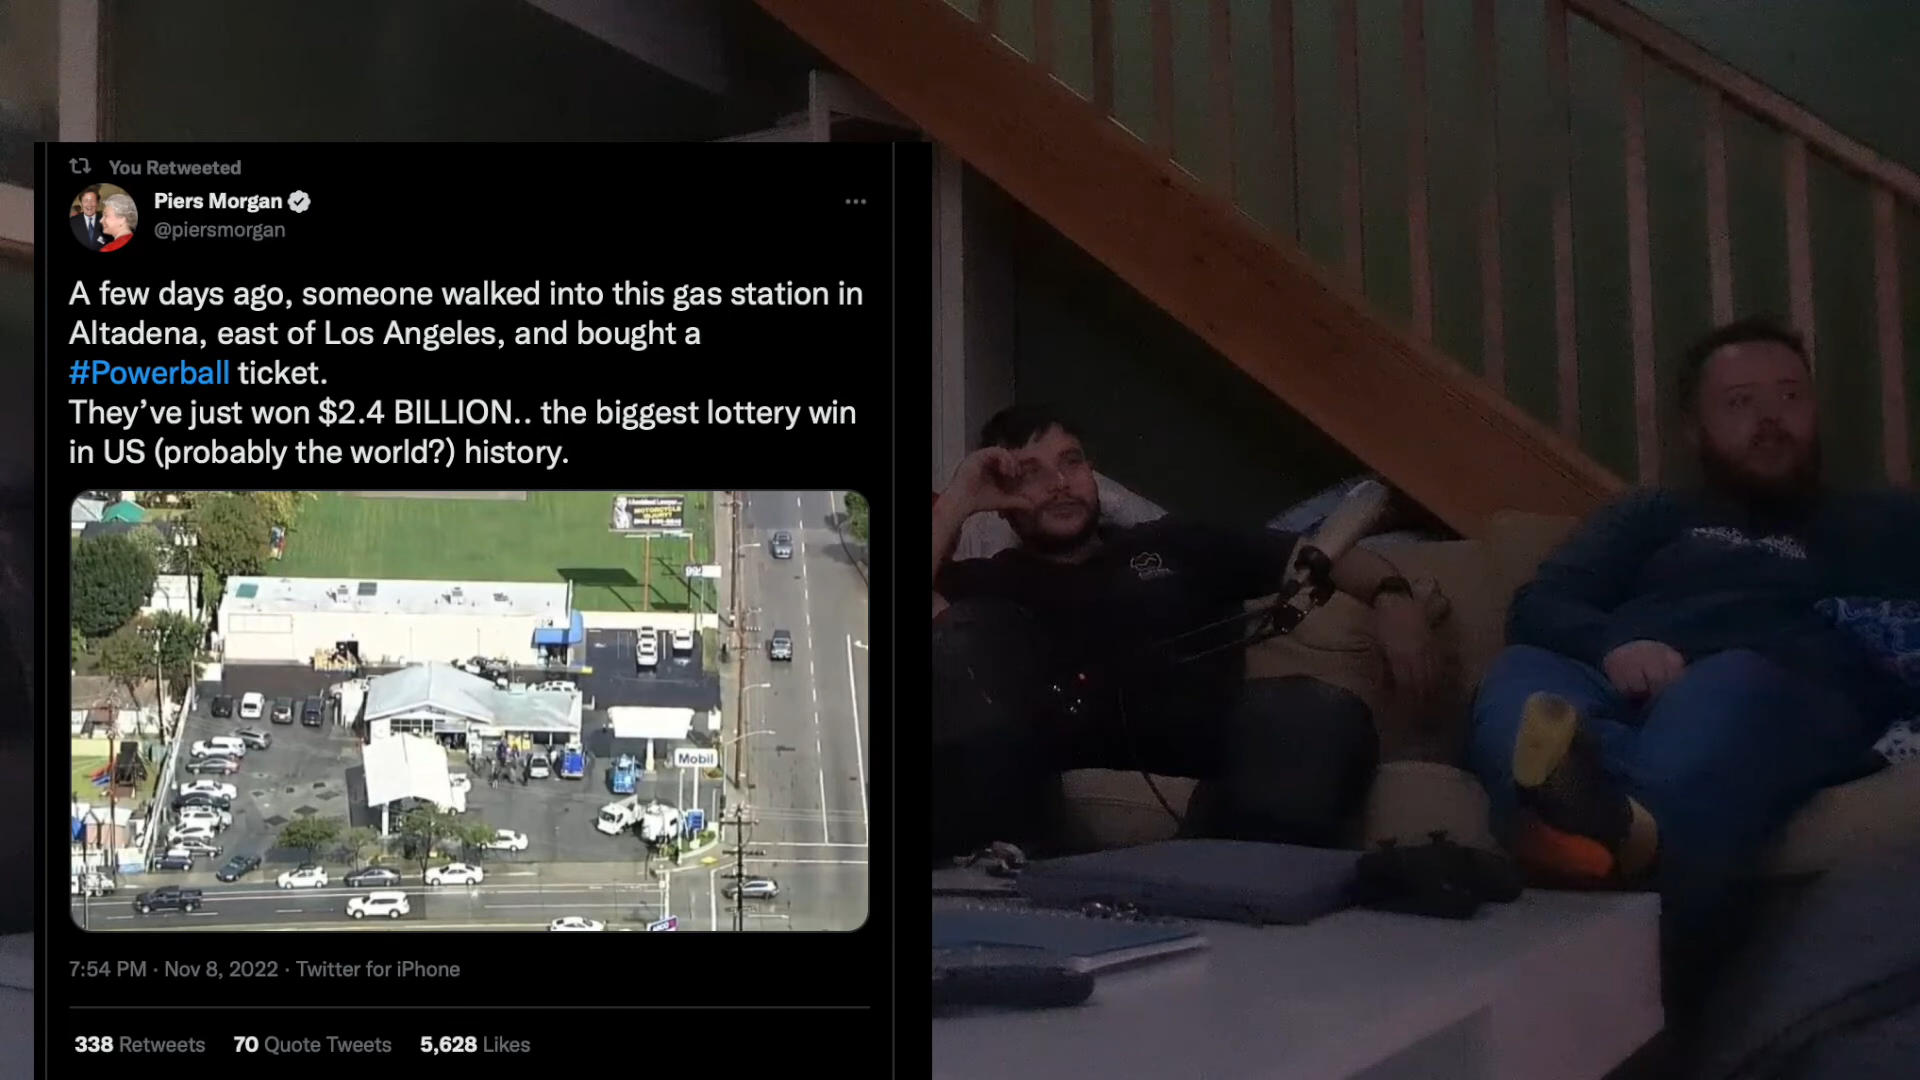 You Retweeted
Piers Morgan
@piersmorgan
A few days ago, someone walked into this gas station in
Altadena, east of Los Angeles, and bought a
#Powerball ticket.
They've just won $2.4 BILLION.. the biggest lottery win
in US (probably the world?) history.
MOTORCYCLE
Mobil
7:54 PM · Nov 8, 2022 · Twitter for iPhone
338 Retweets 70 Quote Tweets 5,628 Likes